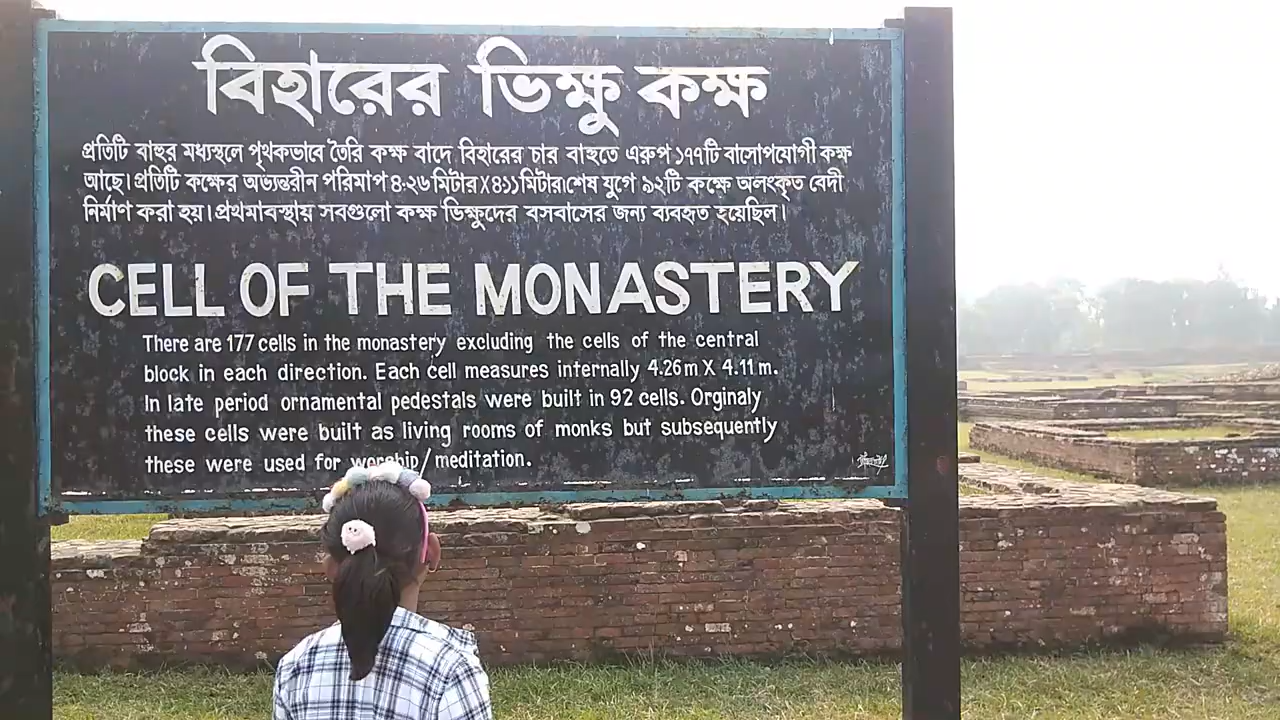 বিহারের ভিক্ষু কক্ষ
প্রতিটি বাহুর মধ্যস্থলে পৃথকভাবে তৈরি কক্ষ বাদে বিহারের চার বাহুতে এরুপ ১৭৭টি বাসোপযোগী কক্ষ
আছে। প্রতিটি কক্ষের অভ্যন্তরীন পরিমাপ ৪·২৬ মিটার X ৪১১ মিটার। শেষ যুগে ৯২টি কক্ষে অলংকৃত বেদী
নির্মাণ করা হয়। প্রথমাবস্থায় সবগুলো কক্ষ ভিক্ষুদের বসবাসের জন্য ব্যবহৃত হয়েছিল।
CELL OF THE MONASTERY
There are 177 cells in the monastery excluding the cells of the central
block in each direction. Each cell measures internally 4.26 m X 4.11 m.
In late period ornamental pedestals were built in 92 cells. Orginaly
these cells were built as living rooms of monks but subsequently
these were used for worship/meditation.